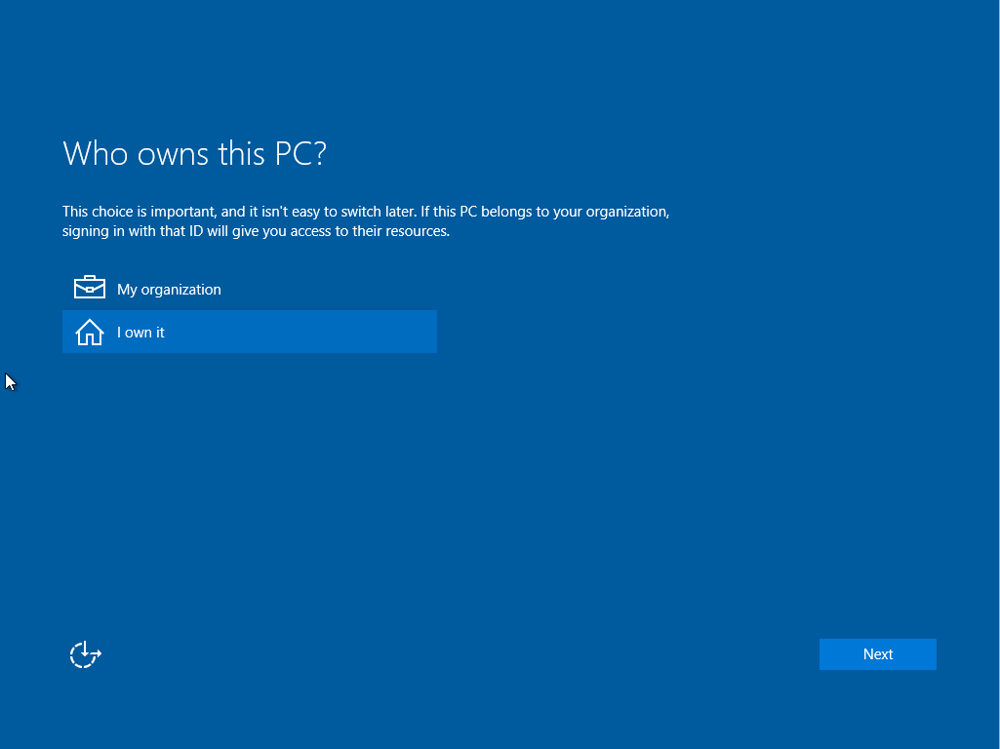 Who owns this PC?
This choice is important, and it isn't easy to switch later. If this PC belongs to your organization,
signing in with that ID will give you access to their resources.
My organization
I own it
Next